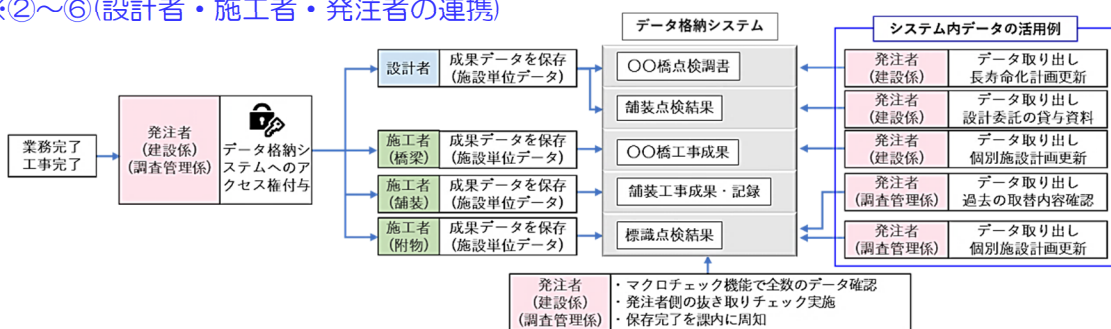 ※②～⑥(設計者・施工者・発注者の連携)
業務完了
工事完了
発注者
(建設係)
(調査管理係)
データ格納シ
ステムへのア
クセス権付与
設計者
成果データを保存
(施設単位データ)
施工者
(橋梁)
成果データを保存
(施設単位データ)
施工者
(舗装)
成果データを保存
(施設単位データ)
施工者
(附物)
成果データを保存
(施設単位データ)
データ格納システム
〇〇橋点検調書
舗装点検結果
〇〇橋工事成果
舗装工事成果・記録
標識点検結果
システム内データの活用例
発注者
(建設係)
データ取り出し
長寿命化計画更新
発注者
(建設係)
データ取り出し
設計委託の貸与資料
発注者
(建設係)
データ取り出し
個別施設計画更新
発注者
(調査管理係)
データ取り出し
過去の取替内容確認
発注者
(調査管理係)
データ取り出し
個別施設計画更新
発注者
(建設係)
(調査管理係)
・マクロチェック機能で全数のデータ確認
・発注者側の抜き取りチェック実施
・保存完了を課内に周知